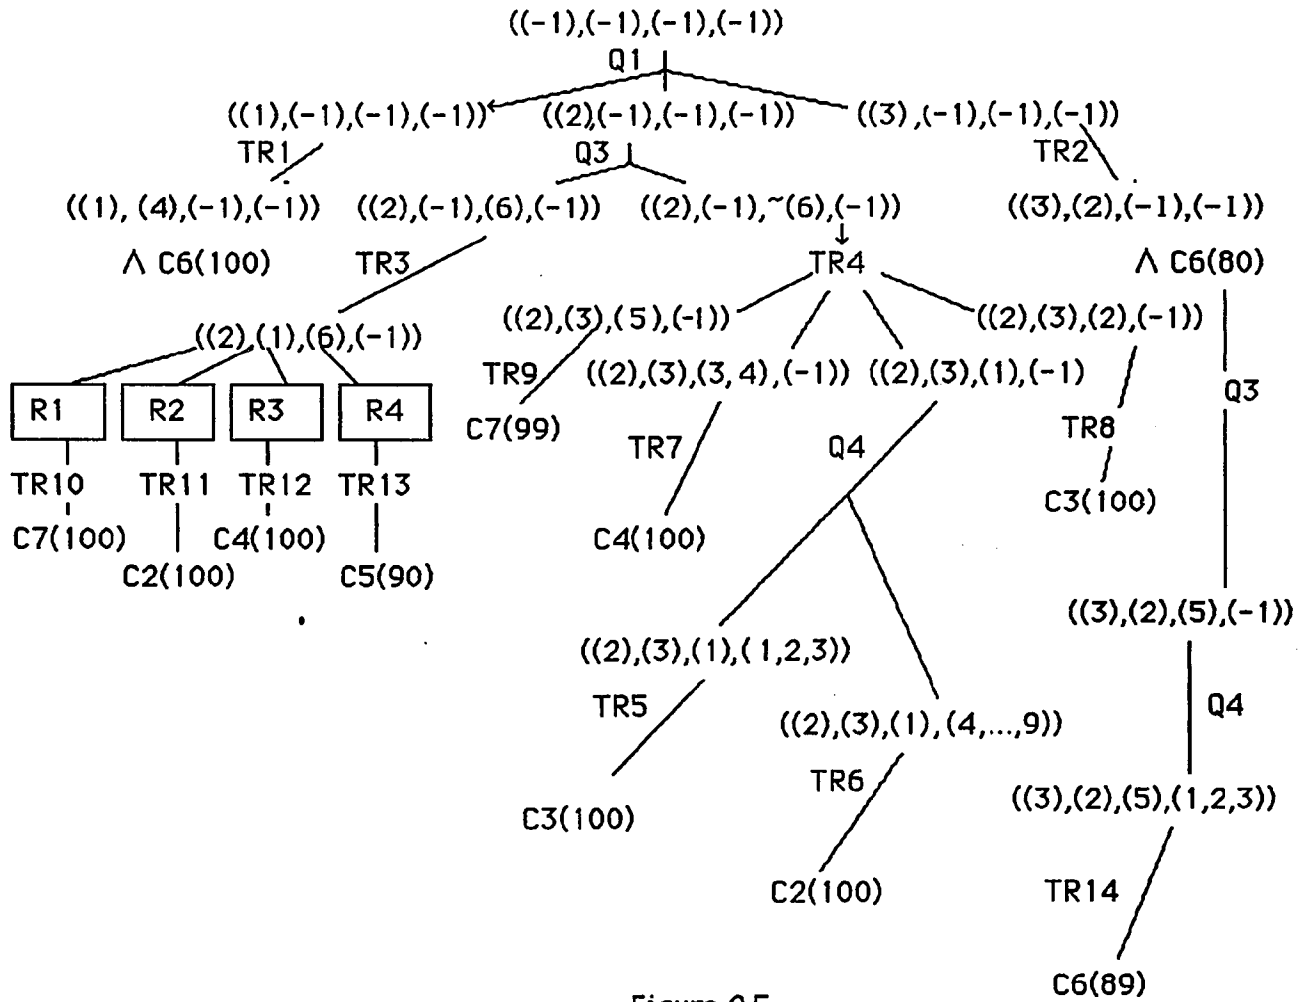 ((-1),(-1),(-1),(-1))
Q1
((1),(-1),(-1),(-1)) ((2),(-1),(-1),(-1)) ((3),(-1),(-1),(-1))
TR1 Q3 TR2
((1), (4),(-1),(-1)) ((2),(-1),(6),(-1)) ((2),(-1),~(6),(-1)) ((3),(2),(-1),(-1))
Λ C6(100) TR3 TR4 Λ C6(80)
((2),(1),(6),(-1)) ((2),(3),(5),(-1)) ((2),(3),(2),(-1))
TR9 ((2),(3),(3,4),(-1)) ((2),(3),(1),(-1)
R1 R2 R3 R4 C7(99) TR7 Q4 TR8 Q3
TR10 TR11 TR12 TR13 C3(100)
C7(100) C4(100) C4(100)
C2(100) C5(90)
((3),(2),(5),(-1))
((2),(3),(1),(1,2,3))
TR5 ((2),(3),(1),(4,...,9)) Q4
TR6 ((3),(2),(5),(1,2,3))
C3(100)
C2(100) TR14
C6(89)